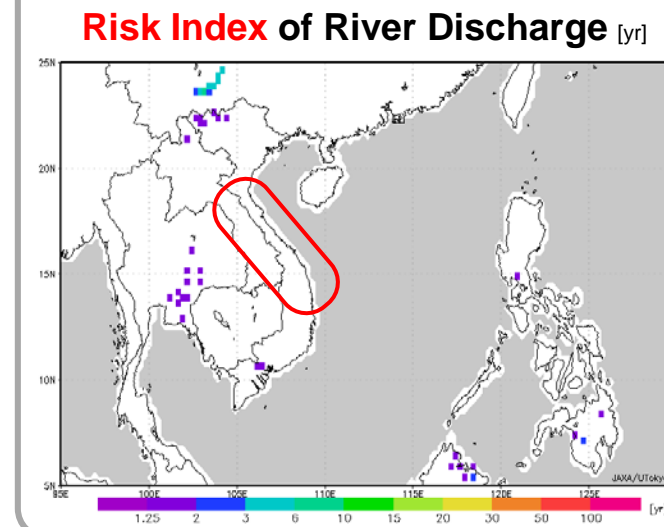 Risk Index of River Discharge [yr]
25N
20N
15N
10N
5N
JAXA/UTokyo
95E 100E 105E 110E 115E 120E 125E
1.25 2 3 6 10 15 20 30 50 100 [yr